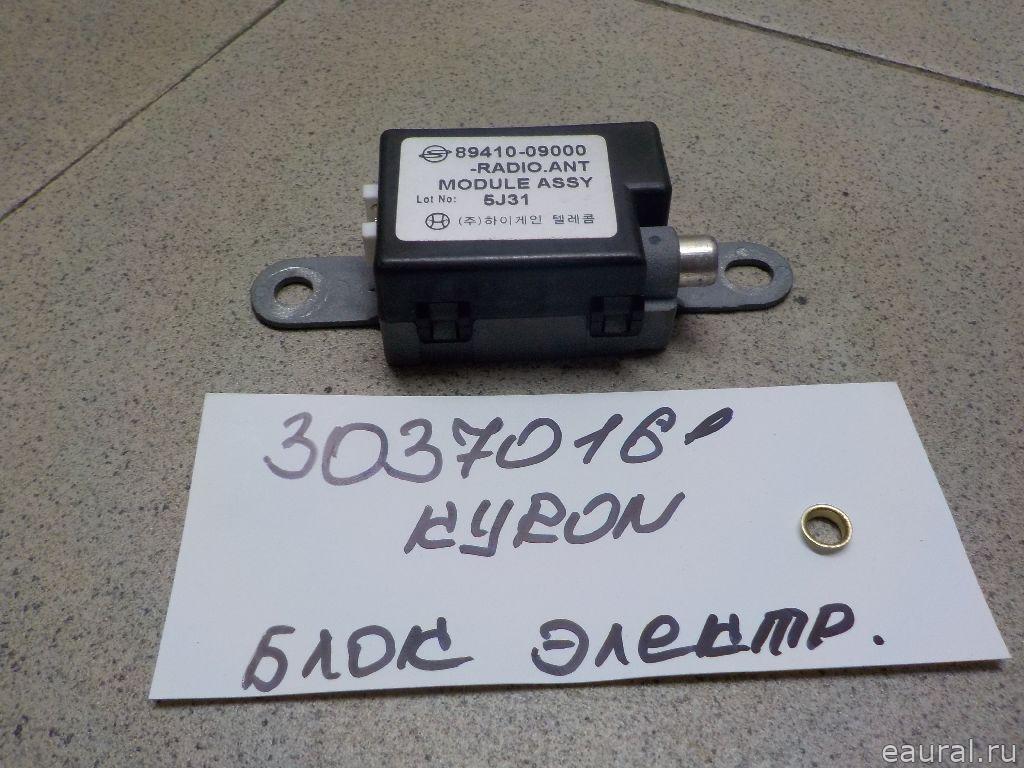 89410-09000
-RADIO.ANT
MODULE ASSY
Lot No: 5J31
(주)하이게인 텔레콤
30370161
KYRON
БЛОК ЭЛЕКТР.
eaural.ru